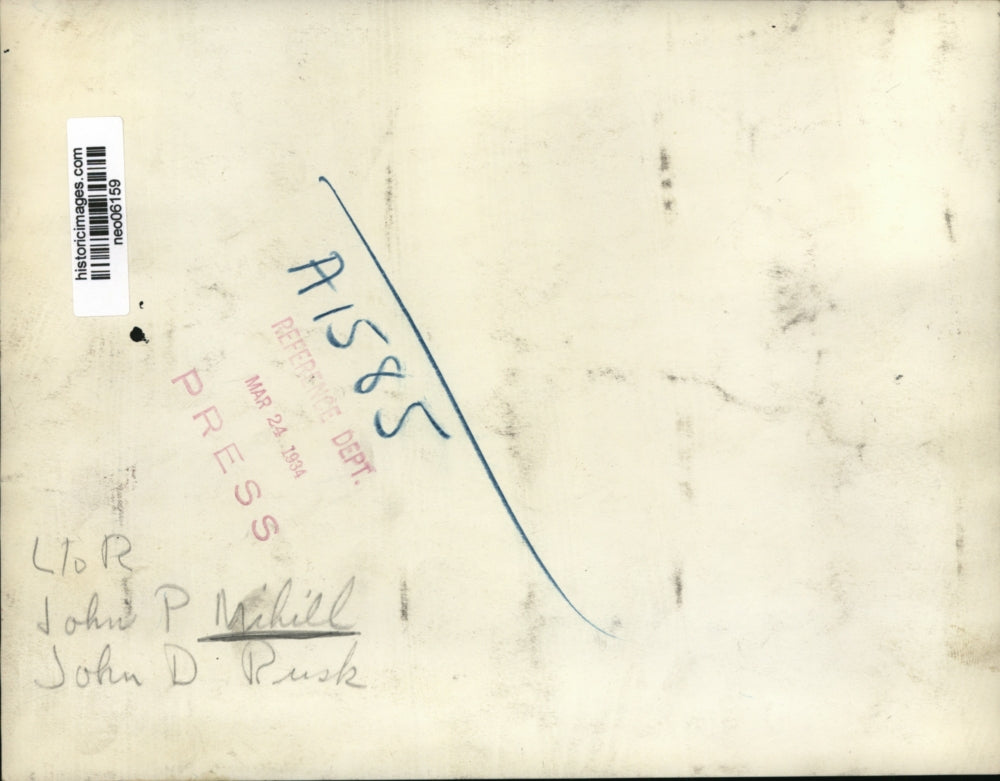 historicimages.com
neo06159
A1585
REFERENCE DEPT.
MAR 24 1934
PRESS
L to R
John P Mihill
John D Rusk